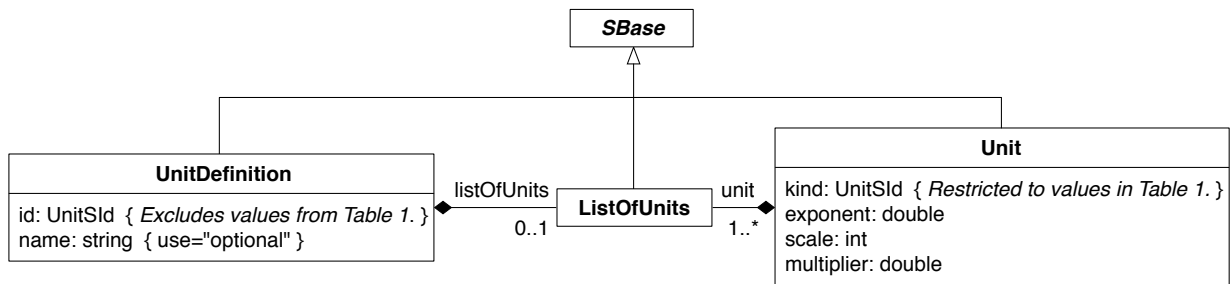 SBase
UnitDefinition
id: UnitSId { Excludes values from Table 1. }
name: string { use="optional" }
listOfUnits
0..1
ListOfUnits
unit
1..*
Unit
kind: UnitSId { Restricted to values in Table 1. }
exponent: double
scale: int
multiplier: double